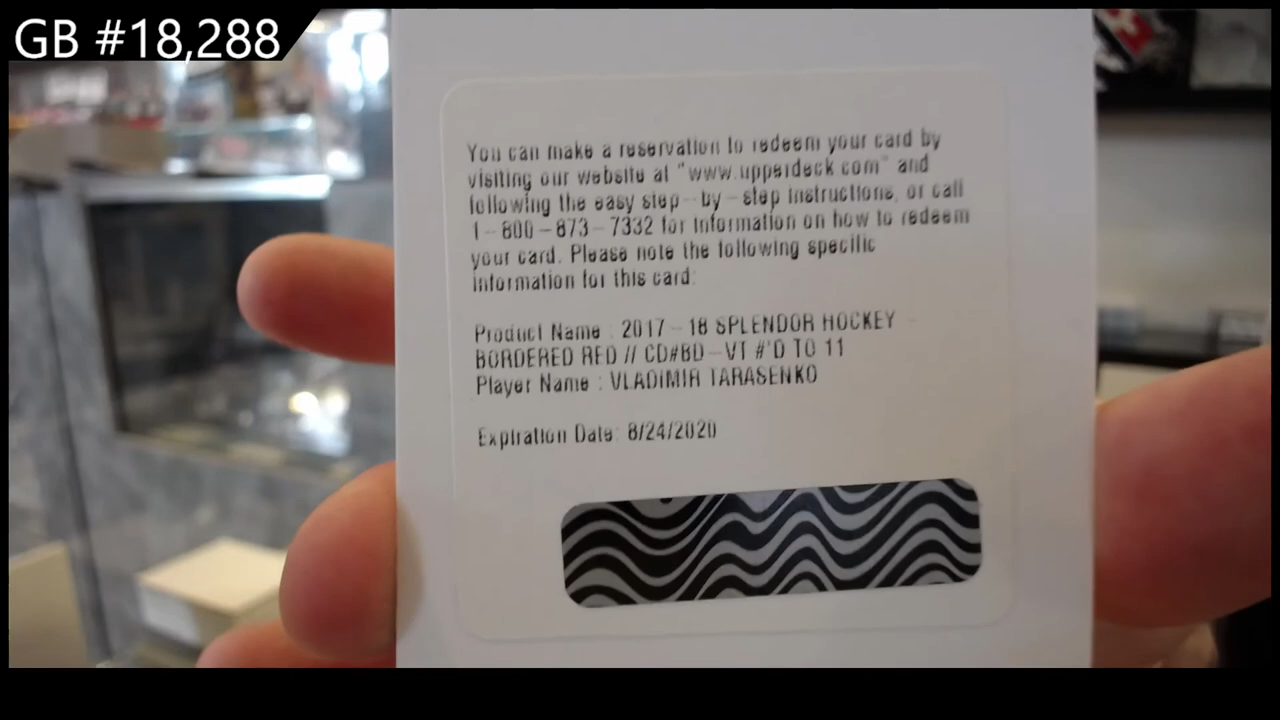 GB #18,288
You can make a reservation to redeem your card by
visiting our website at "www.upperdeck.com" and
following the easy step-by-step instructions, or call
1-800-873-7332 for information on how to redeem
your card. Please note the following specific
information for this card:
Product Name : 2017-18 SPLENDOR HOCKEY
BORDERED RED // CD#BD-VT #'D TO 11
Player Name : VLADIMIR TARASENKO
Expiration Date: 8/24/2020